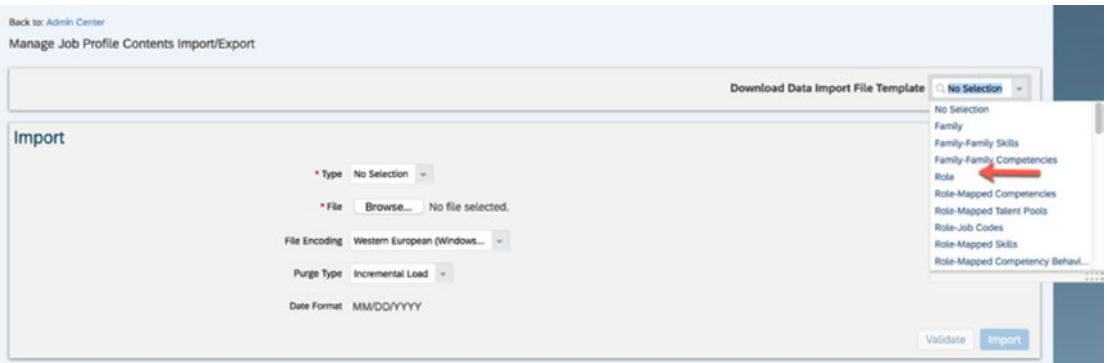 Back to: Admin Center
Manage Job Profile Contents Import/Export
Download Data Import File Template No Selection
No Selection
Family
Family-Family Skills
Family-Family Competencies
Role
Role-Mapped Competencies
Role-Mapped Talent Pools
Role-Job Codes
Role-Mapped Skills
Role-Mapped Competency Behavi...
Import
* Type No Selection
* File Browse... No file selected.
File Encoding Western European (Windows...
Purge Type Incremental Load
Date Format MM/DD/YYYY
Validate Import